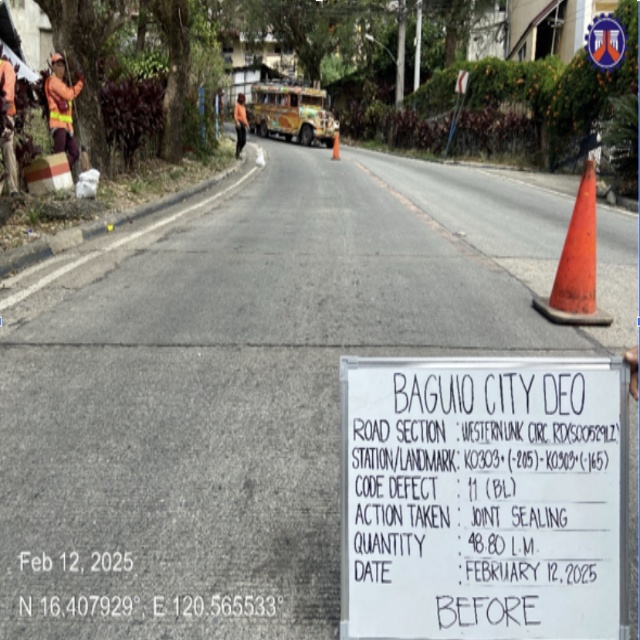 BAGUIO CITY DEO
ROAD SECTION : WESTERN LINK CIRC. RD (S00529LZ)
STATION/LANDMARK : K0303+(-205)-K0303+(-165)
CODE DEFECT : 11 (BL)
ACTION TAKEN : JOINT SEALING
QUANTITY : 48.80 L.M.
DATE : FEBRUARY 12, 2025
BEFORE
Feb 12, 2025
N 16.407929°, E 120.565533°